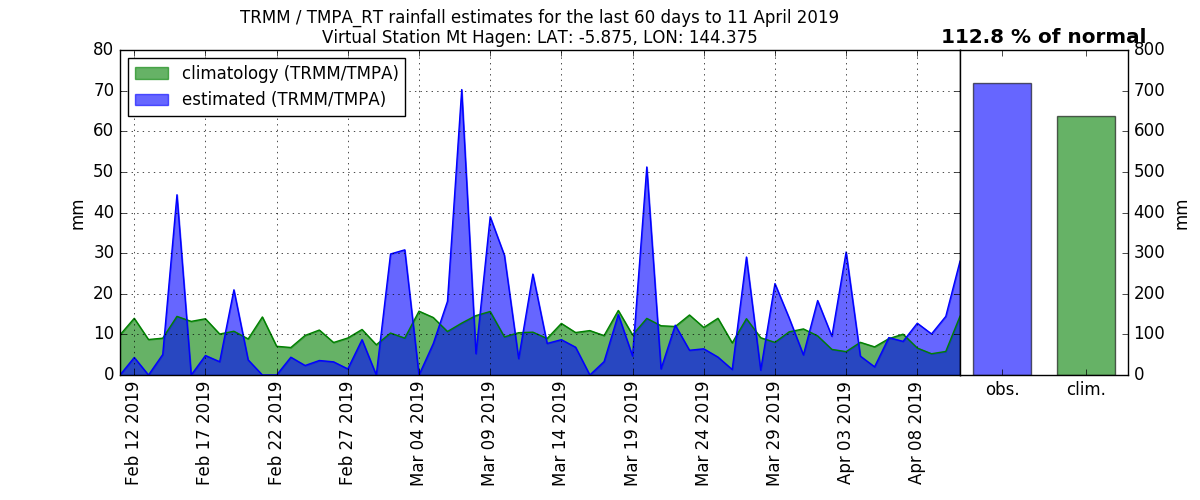 TRMM / TMPA_RT rainfall estimates for the last 60 days to 11 April 2019
Virtual Station Mt Hagen: LAT: -5.875, LON: 144.375
112.8 % of normal
climatology (TRMM/TMPA)
estimated (TRMM/TMPA)
mm
80
70
60
50
40
30
20
10
0
Feb 12 2019
Feb 17 2019
Feb 22 2019
Feb 27 2019
Mar 04 2019
Mar 09 2019
Mar 14 2019
Mar 19 2019
Mar 24 2019
Mar 29 2019
Apr 03 2019
Apr 08 2019
800
700
600
500
400
300
200
100
0
mm
obs.
clim.